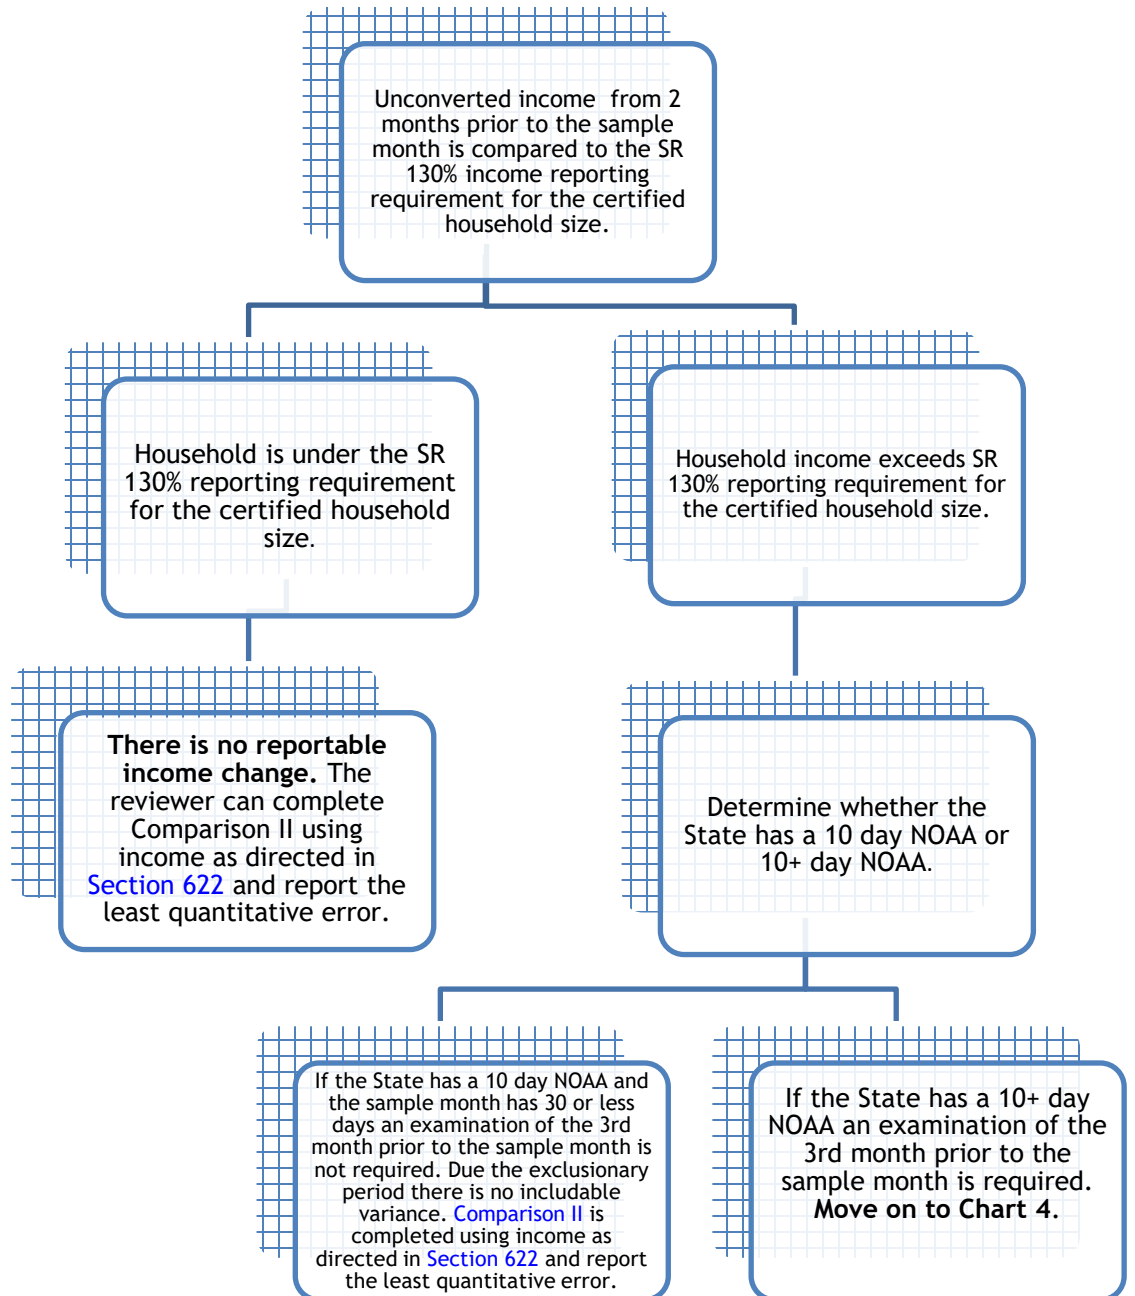 Unconverted income from 2
months prior to the sample
month is compared to the SR
130% income reporting
requirement for the certified
household size.
Household is under the SR
130% reporting requirement
for the certified household
size.
Household income exceeds SR
130% reporting requirement for
the certified household size.
There is no reportable
income change. The
reviewer can complete
Comparison II using
income as directed in
Section 622 and report the
least quantitative error.
Determine whether the
State has a 10 day NOAA or
10+ day NOAA.
If the State has a 10 day NOAA and
the sample month has 30 or less
days an examination of the 3rd
month prior to the sample month is
not required. Due the exclusionary
period there is no includable
variance. Comparison II is
completed using income as
directed in Section 622 and report
the least quantitative error.
If the State has a 10+ day
NOAA an examination of the
3rd month prior to the
sample month is required.
Move on to Chart 4.